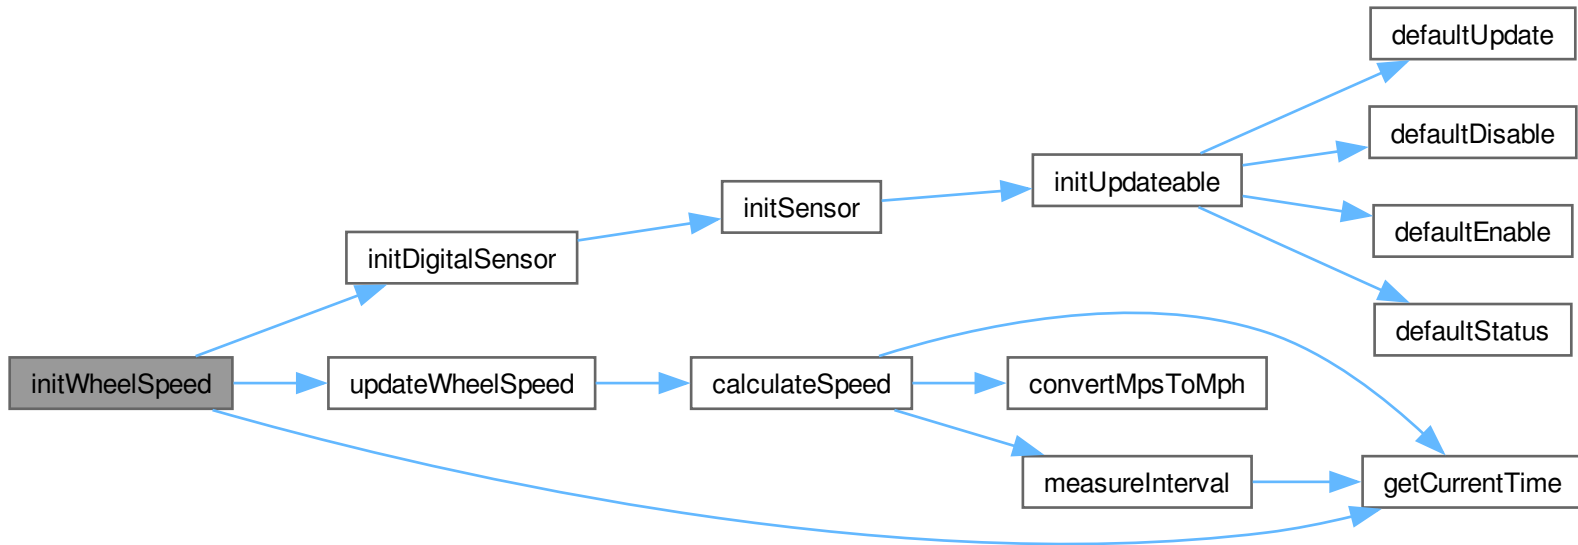 defaultUpdate
defaultDisable
initUpdateable
initSensor
defaultEnable
initDigitalSensor
defaultStatus
initWheelSpeed
updateWheelSpeed
calculateSpeed
convertMpsToMph
measureInterval
getCurrentTime